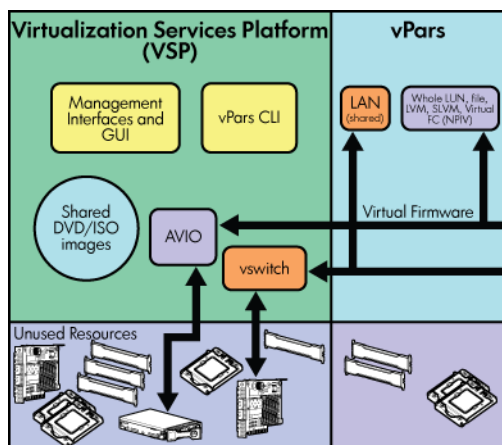 Virtualization Services Platform
(VSP)
vPars
Management
Interfaces and
GUI
vPars CLI
LAN
(shared)
Whole LUN, file,
LVM, SLVM, Virtual
FC (NPIV)
Shared
DVD/ISO
images
AVIO
Virtual Firmware
vswitch
Unused Resources